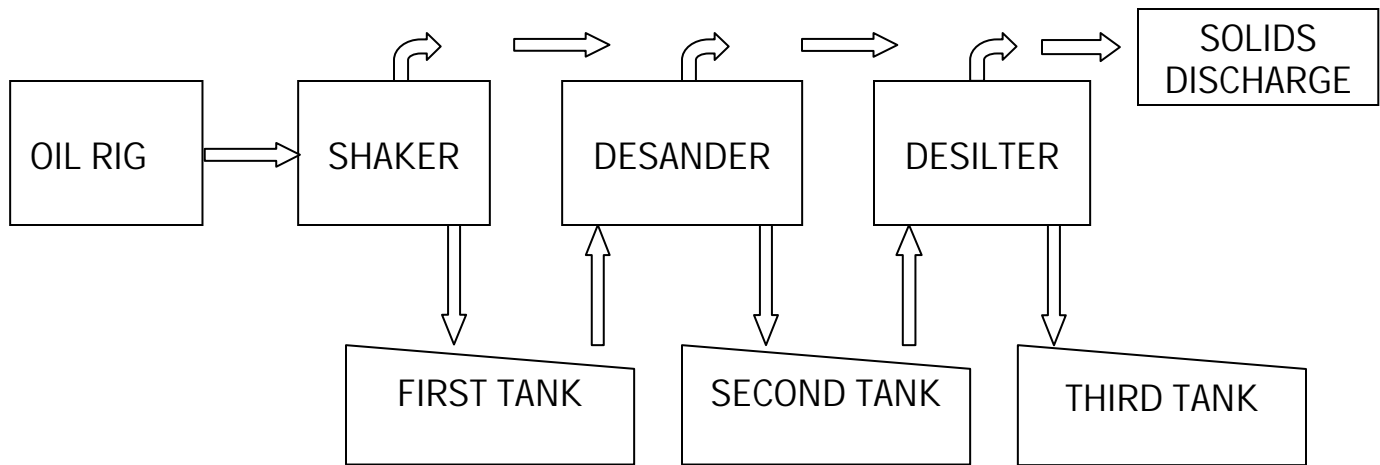 SOLIDS
DISCHARGE
OIL RIG
SHAKER
DESANDER
DESILTER
FIRST TANK
SECOND TANK
THIRD TANK